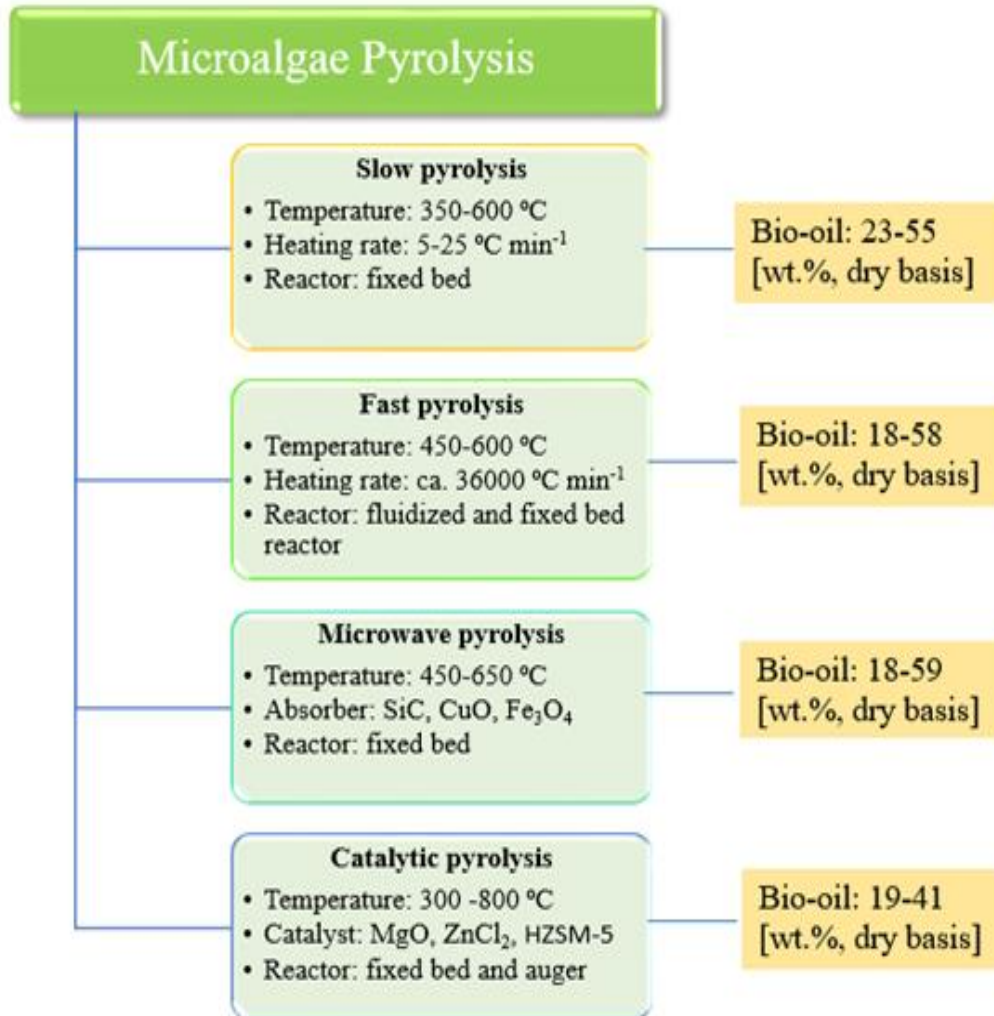 Microalgae Pyrolysis
Slow pyrolysis
• Temperature: 350-600 ºC
• Heating rate: 5-25 ºC min⁻¹
• Reactor: fixed bed
Bio-oil: 23-55
[wt.%, dry basis]
Fast pyrolysis
• Temperature: 450-600 ºC
• Heating rate: ca. 36000 ºC min⁻¹
• Reactor: fluidized and fixed bed
reactor
Bio-oil: 18-58
[wt.%, dry basis]
Microwave pyrolysis
• Temperature: 450-650 ºC
• Absorber: SiC, CuO, Fe₃O₄
• Reactor: fixed bed
Bio-oil: 18-59
[wt.%, dry basis]
Catalytic pyrolysis
• Temperature: 300 -800 ºC
• Catalyst: MgO, ZnCl₂, HZSM-5
• Reactor: fixed bed and auger
Bio-oil: 19-41
[wt.%, dry basis]